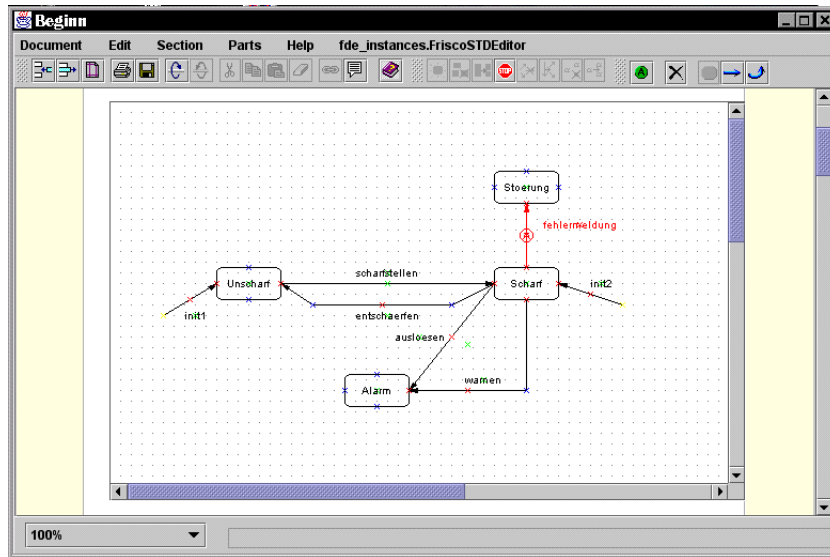 Beginn
Document Edit Section Parts Help fde_instances.FriscoSTDEditor
STOP A
Stoerung
A fehlermeldung
scharfstellen
Unscharf Scharf init2
init1 entschaerfen
ausloesen
warnen
Alarm
100%